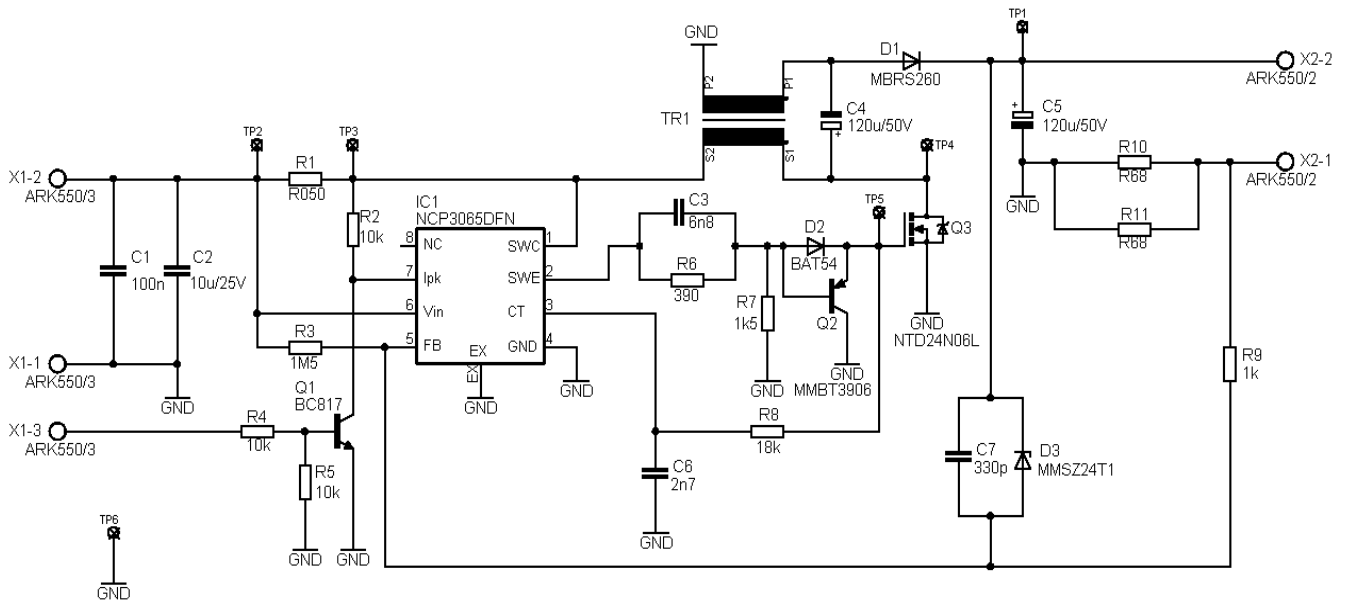 TP1
GND
D1
MBRS260
X2-2
ARK550/2
P2
P1
TR1
S2
S1
C4
120u/50V
+
+
C5
120u/50V
TP2
TP3
TP4
X1-2
ARK550/3
R1
R050
R10
R68
X2-1
ARK550/2
R11
R68
GND
IC1
NCP3065DFN
R2
10k
8
NC
SWC
1
7
Ipk
SWE
2
6
Vin
CT
3
5
FB
GND
4
EX
EX
GND
GND
C3
6n8
R6
390
TP5
D2
BAT54
Q3
R7
1k5
Q2
GND
NTD24N06L
GND
GND
MMBT3906
C1
100n
C2
10u/25V
R3
1M5
X1-1
ARK550/3
GND
Q1
BC817
X1-3
ARK550/3
R4
10k
R5
10k
R8
18k
C6
2n7
R9
1k
C7
330p
D3
MMSZ24T1
GND
GND
GND
TP6
GND